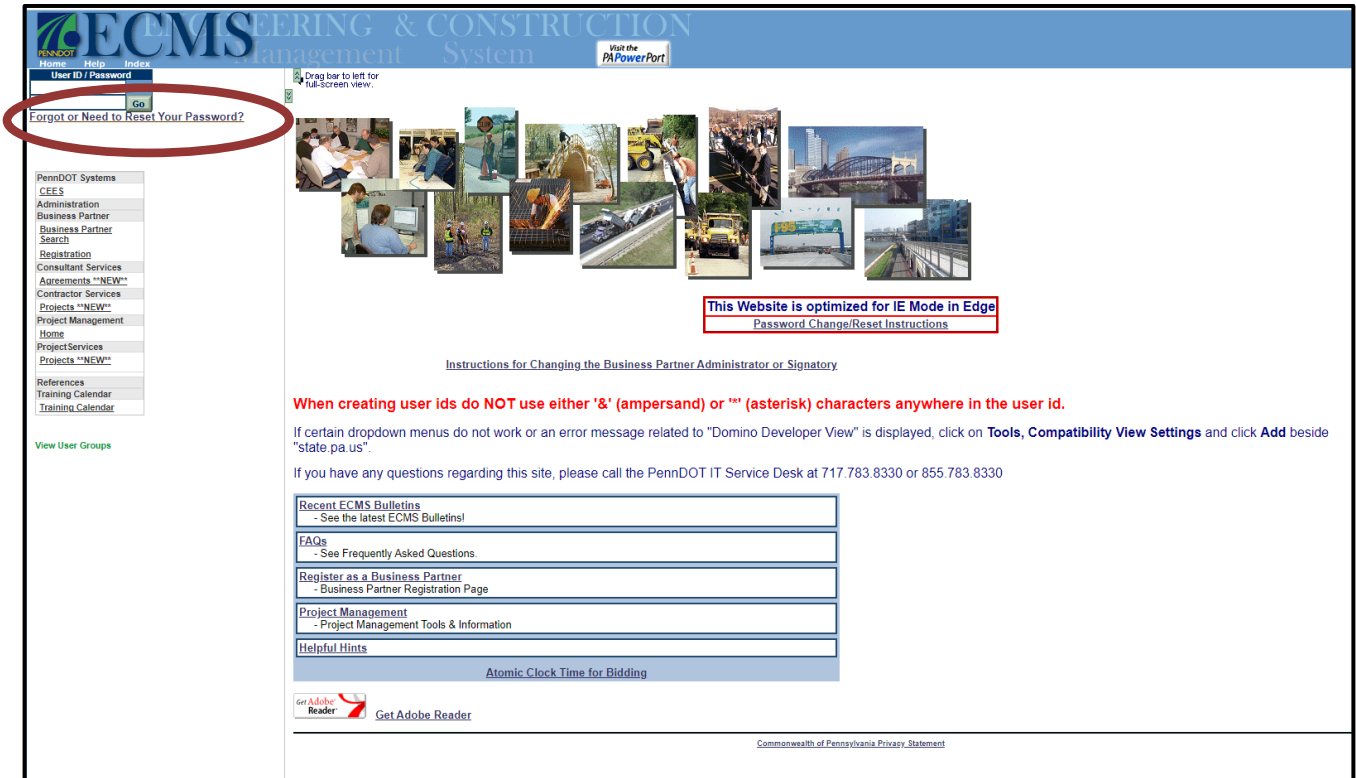 ENGINEERING & CONSTRUCTION
PENNDOT ECMS
Management System
Visit the
PAPowerPort
Home Help Index
User ID / Password
Go
Forgot or Need to Reset Your Password?
Drag bar to left for
full-screen view.
PennDOT Systems
CEES
Administration
Business Partner
Business Partner
Search
Registration
Consultant Services
Agreements **NEW**
Contractor Services
Projects **NEW**
Project Management
Home
ProjectServices
Projects **NEW**
References
Training Calendar
Training Calendar
View User Groups
This Website is optimized for IE Mode in Edge
Password Change/Reset Instructions
Instructions for Changing the Business Partner Administrator or Signatory
When creating user ids do NOT use either '&' (ampersand) or '*' (asterisk) characters anywhere in the user id.
If certain dropdown menus do not work or an error message related to "Domino Developer View" is displayed, click on Tools, Compatibility View Settings and click Add beside
"state.pa.us".
If you have any questions regarding this site, please call the PennDOT IT Service Desk at 717.783.8330 or 855.783.8330
Recent ECMS Bulletins
- See the latest ECMS Bulletins!
FAQs
- See Frequently Asked Questions.
Register as a Business Partner
- Business Partner Registration Page
Project Management
- Project Management Tools & Information
Helpful Hints
Atomic Clock Time for Bidding
Get Adobe
Reader
Get Adobe Reader
Commonwealth of Pennsylvania Privacy Statement